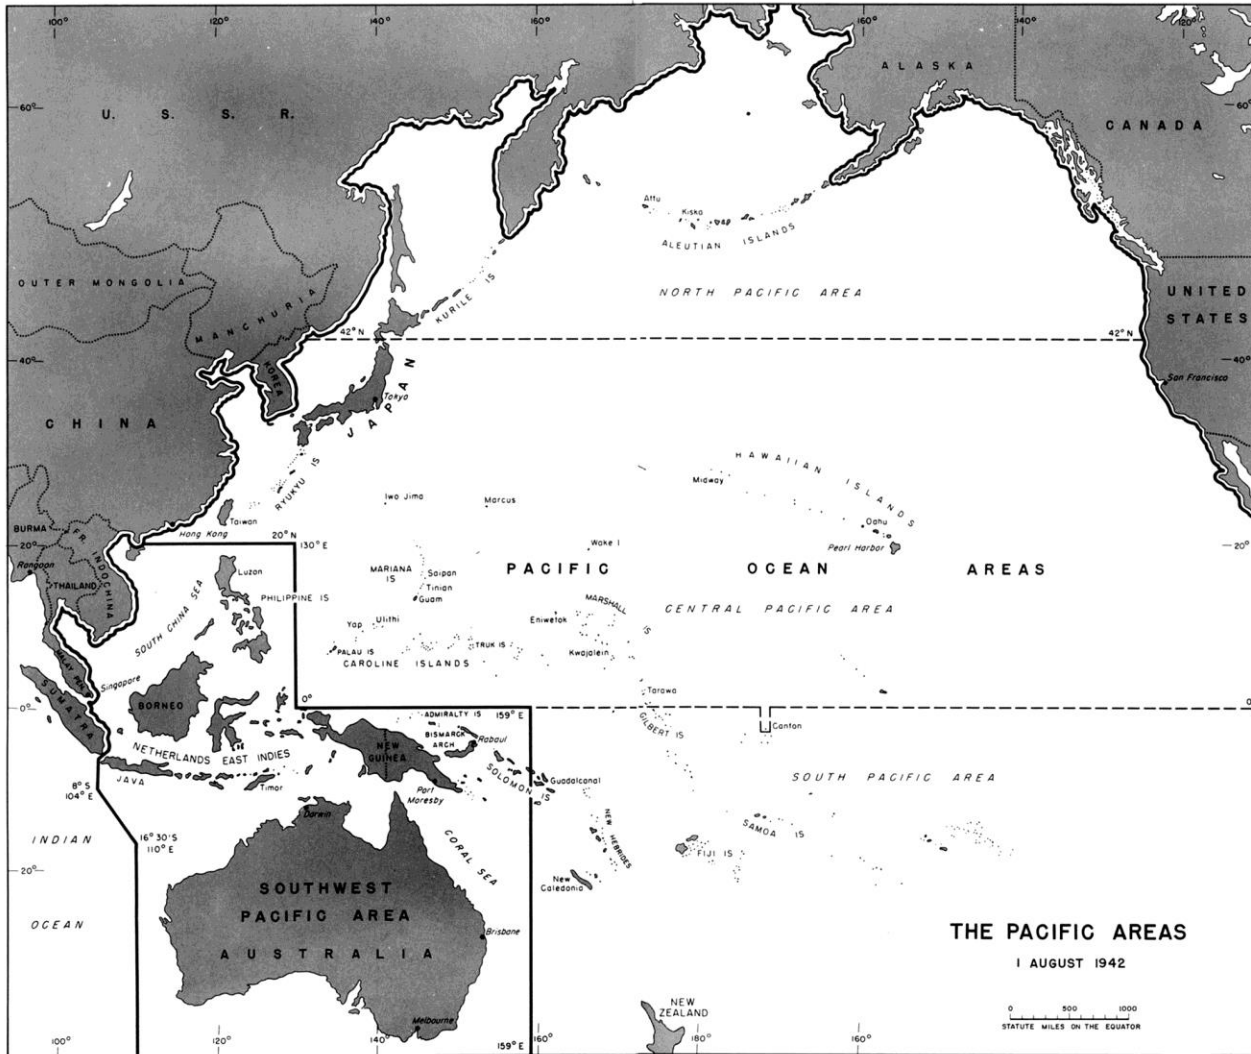 100°
120°
140°
160°
160°
140°
120°
ALASKA
60°
U. S. S. R.
60°
CANADA
Attu
Kiska
ALEUTIAN ISLANDS
OUTER MONGOLIA
MANCHURIA
KURILE IS
NORTH PACIFIC AREA
UNITED
STATES
42° N
42° N
40°
KOREA
40°
San Francisco
Tokyo
JAPAN
CHINA
HAWAIIAN ISLANDS
Midway
RYUKYU IS
Iwo Jima
Marcus
Taiwan
Oahu
BURMA
FR. INDOCHINA
Hong Kong
20° N
130° E
Wake I
Pearl Harbor
20°
20°
Rangoon
THAILAND
Luzon
MARIANA
IS
Saipan
Tinian
Guam
PACIFIC OCEAN AREAS
PHILIPPINE IS
SOUTH CHINA SEA
MARSHALL IS
CENTRAL PACIFIC AREA
Yap
Ulithi
Eniwetok
PALAU IS
TRUK IS
Kwajalein
CAROLINE ISLANDS
MALAY PEN
Singapore
SUMATRA
BORNEO
Tarawa
0°
0°
159° E
0°
ADMIRALTY IS
GILBERT IS
Canton
BISMARCK
ARCH
Rabaul
NETHERLANDS EAST INDIES
NEW
GUINEA
JAVA
Timor
SOLOMON IS
Guadalcanal
SOUTH PACIFIC AREA
8° S
104° E
Port
Moresby
Darwin
NEW HEBRIDES
SAMOA IS
INDIAN
16° 30' S
110° E
CORAL SEA
FIJI IS
20°
New
Caledonia
SOUTHWEST
PACIFIC AREA
OCEAN
Brisbane
THE PACIFIC AREAS
AUSTRALIA
1 AUGUST 1942
NEW
ZEALAND
0 500 1000
STATUTE MILES ON THE EQUATOR
Melbourne
100°
120°
140°
159° E
160°
180°
160°